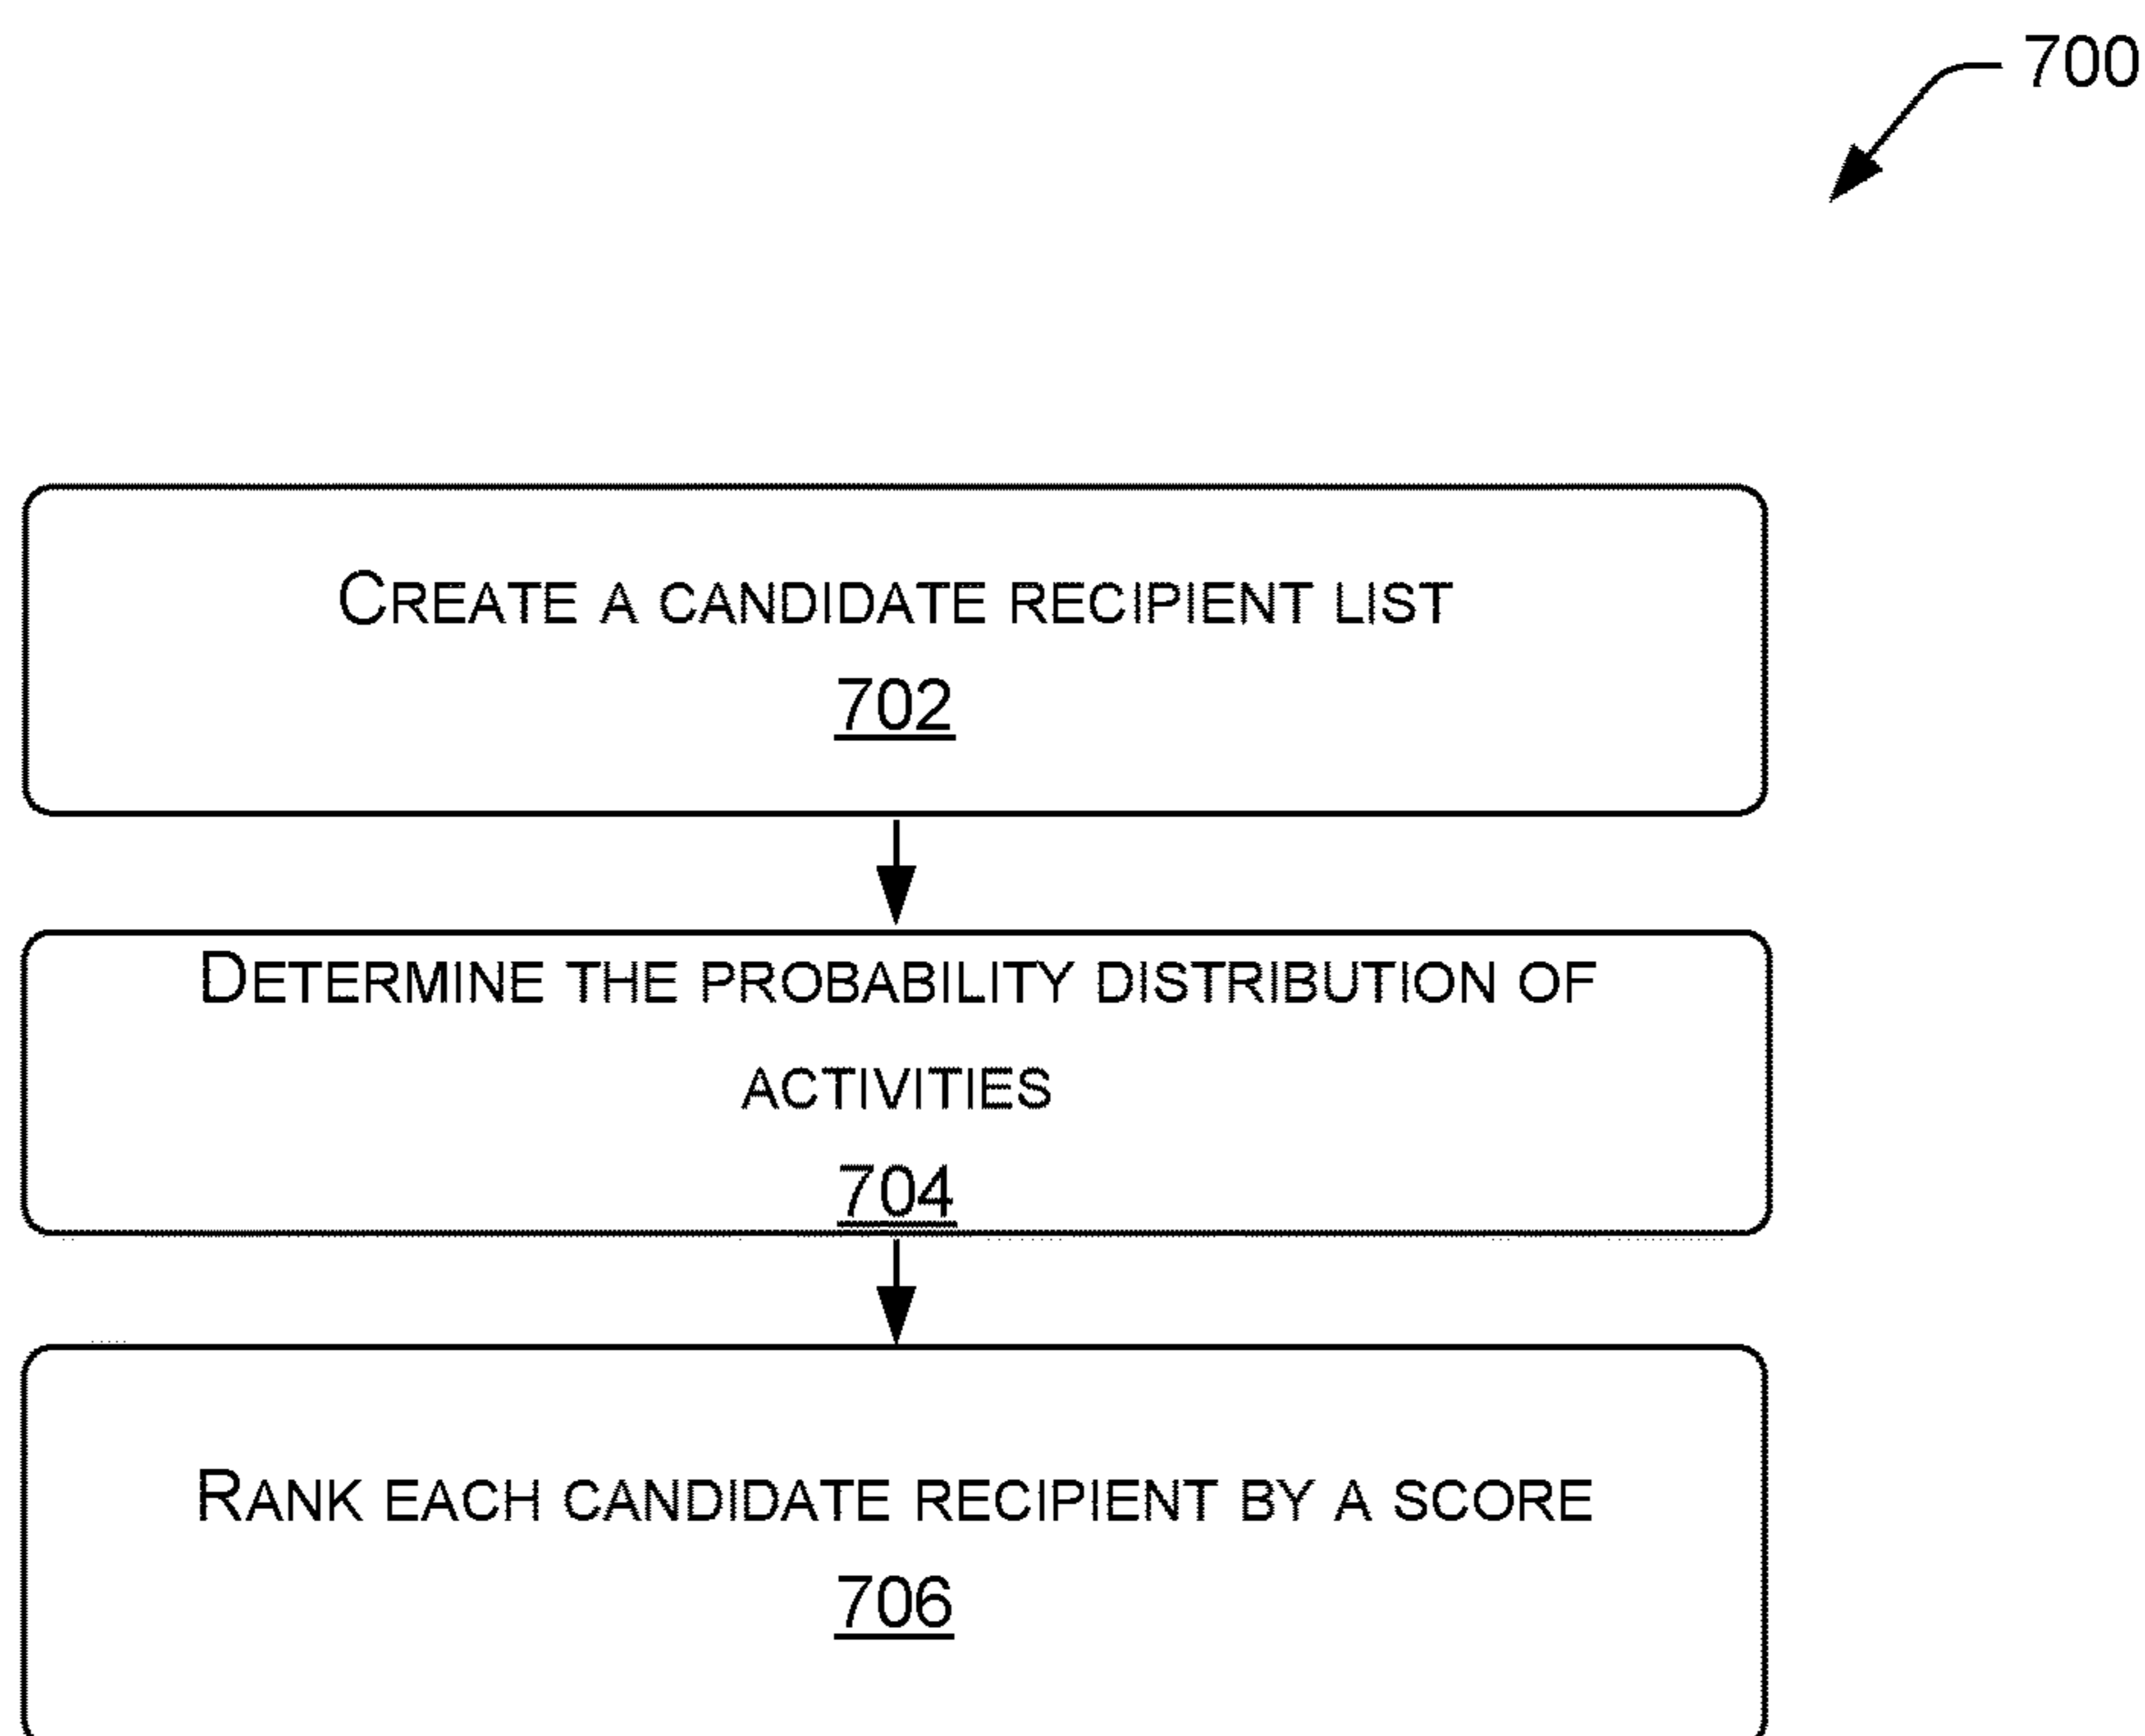 700
CREATE A CANDIDATE RECIPIENT LIST
702
DETERMINE THE PROBABILITY DISTRIBUTION OF
ACTIVITIES
704
RANK EACH CANDIDATE RECIPIENT BY A SCORE
706